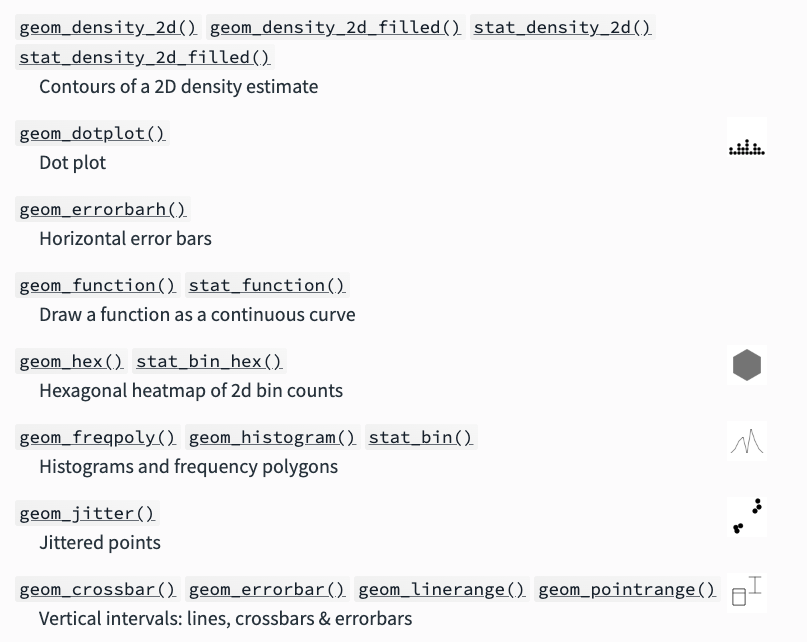 geom_density_2d() geom_density_2d_filled() stat_density_2d()
stat_density_2d_filled()
Contours of a 2D density estimate
geom_dotplot()
Dot plot
geom_errorbarh()
Horizontal error bars
geom_function() stat_function()
Draw a function as a continuous curve
geom_hex() stat_bin_hex()
Hexagonal heatmap of 2d bin counts
geom_freqpoly() geom_histogram() stat_bin()
Histograms and frequency polygons
geom_jitter()
Jittered points
geom_crossbar() geom_errorbar() geom_linerange() geom_pointrange()
Vertical intervals: lines, crossbars & errorbars